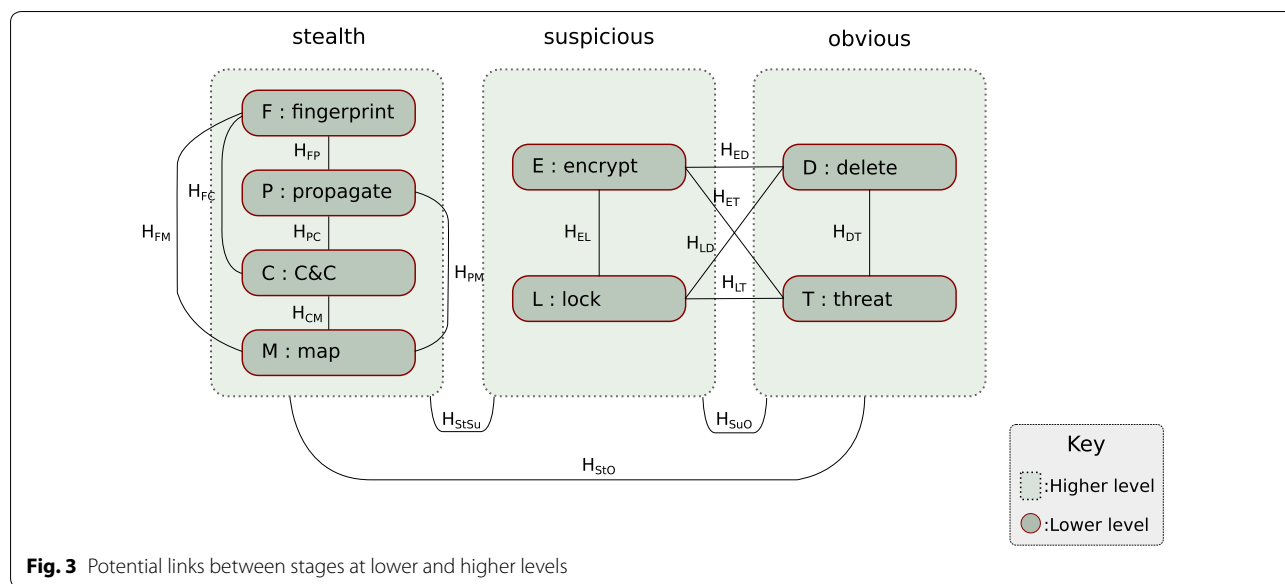 stealth
suspicious
obvious
F : fingerprint
H_FP
P : propagate
H_FC
H_FM
H_PC
C : C&C
H_PM
H_CM
M : map
E : encrypt
H_ED
D : delete
H_ET
H_EL
H_LD
H_DT
L : lock
H_LT
T : threat
H_StSu
H_SuO
H_StO
Key
:Higher level
:Lower level
Fig. 3 Potential links between stages at lower and higher levels